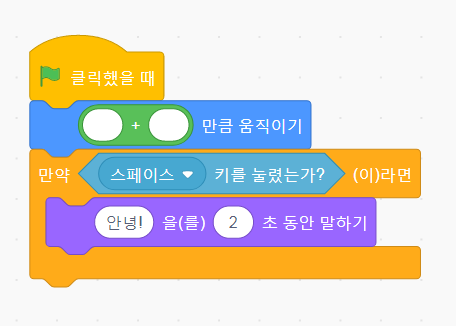 클릭했을 때
+ 만큼 움직이기
만약 스페이스 키를 눌렀는가? (이)라면
안녕! 을(를) 2 초 동안 말하기